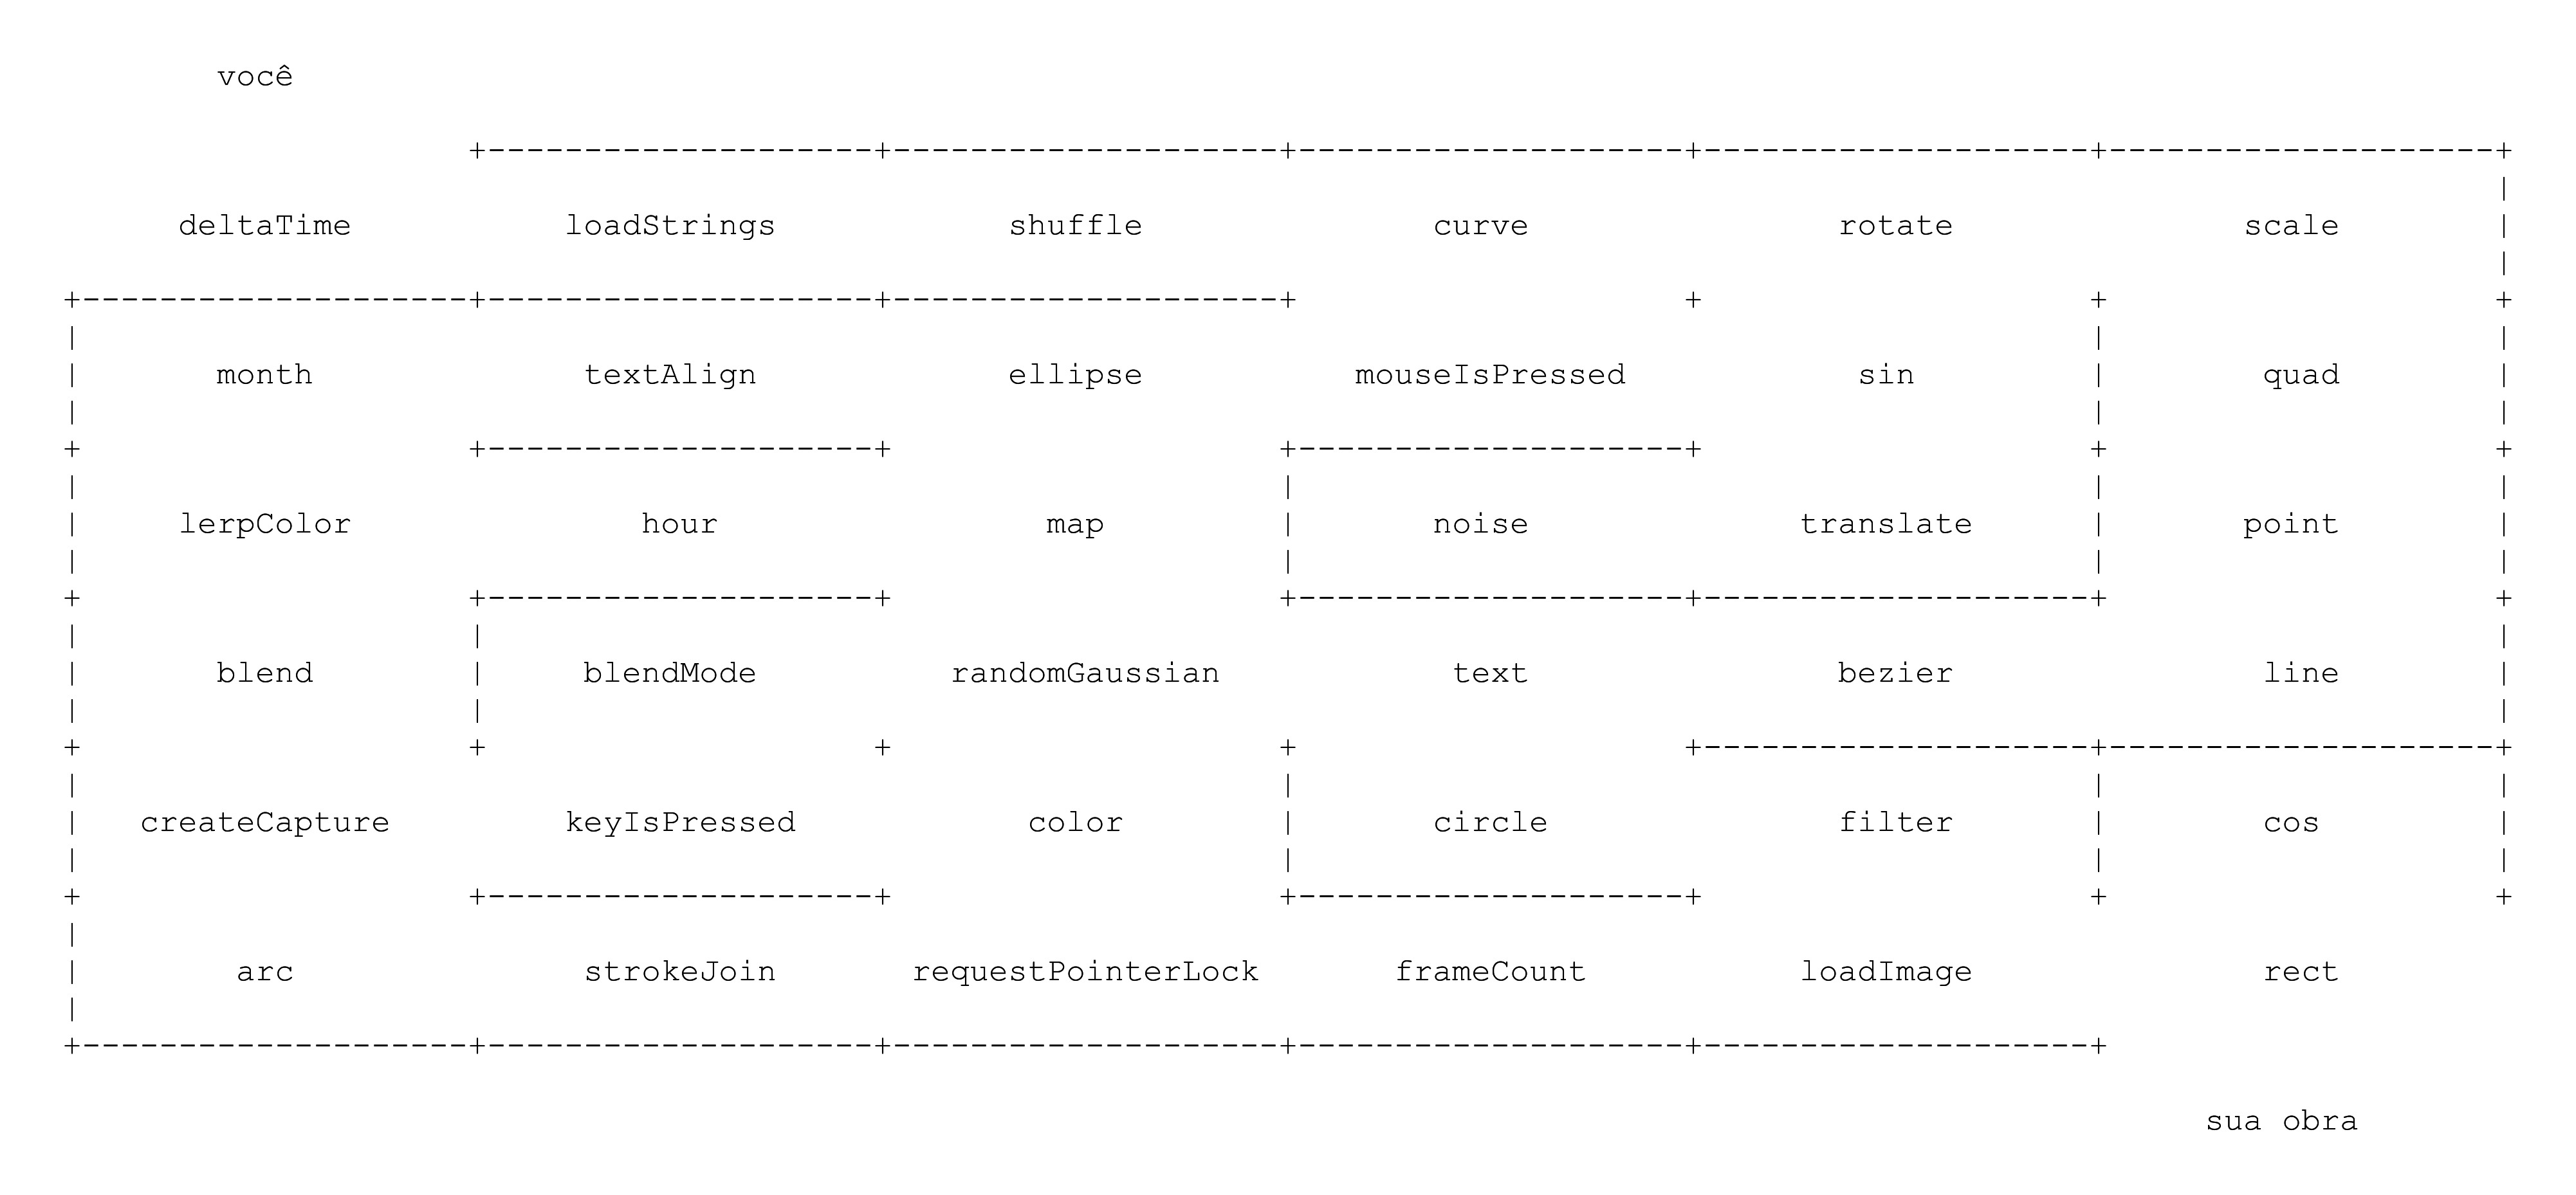 você
deltaTime loadStrings shuffle curve rotate scale
month textAlign ellipse mouseIsPressed sin quad
lerpColor hour map noise translate point
blend blendMode randomGaussian text bezier line
createCapture keyIsPressed color circle filter cos
arc strokeJoin requestPointerLock frameCount loadImage rect
sua obra